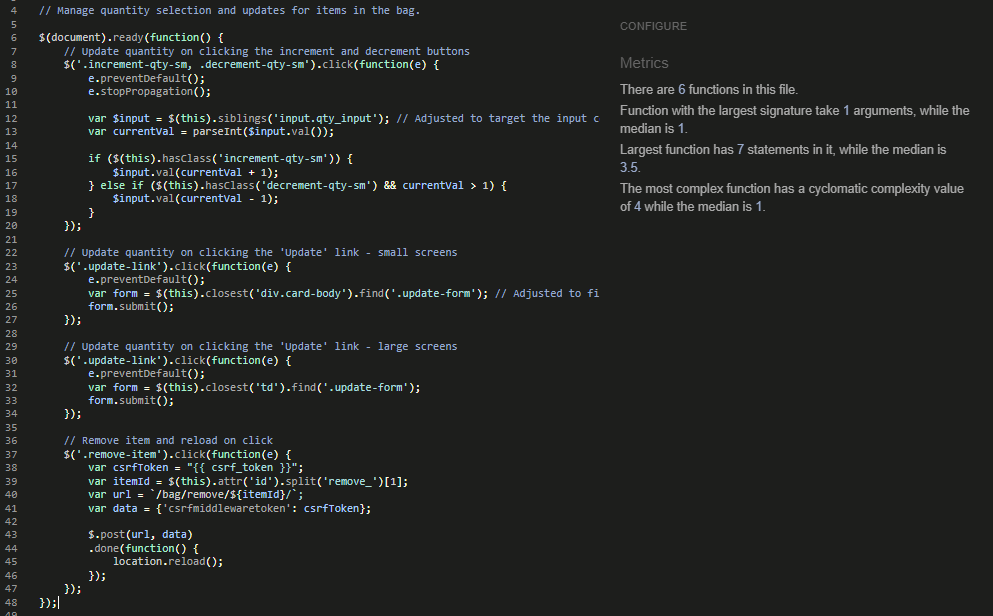 4 // Manage quantity selection and updates for items in the bag.
5
6 $(document).ready(function() {
7 // Update quantity on clicking the increment and decrement buttons
8 $('.increment-qty-sm, .decrement-qty-sm').click(function(e) {
9 e.preventDefault();
10 e.stopPropagation();
11
12 var $input = $(this).siblings('input.qty_input'); // Adjusted to target the input c
13 var currentVal = parseInt($input.val());
14
15 if ($(this).hasClass('increment-qty-sm')) {
16 $input.val(currentVal + 1);
17 } else if ($(this).hasClass('decrement-qty-sm') && currentVal > 1) {
18 $input.val(currentVal - 1);
19 }
20 });
21
22 // Update quantity on clicking the 'Update' link - small screens
23 $('.update-link').click(function(e) {
24 e.preventDefault();
25 var form = $(this).closest('div.card-body').find('.update-form'); // Adjusted to fi
26 form.submit();
27 });
28
29 // Update quantity on clicking the 'Update' link - large screens
30 $('.update-link').click(function(e) {
31 e.preventDefault();
32 var form = $(this).closest('td').find('.update-form');
33 form.submit();
34 });
35
36 // Remove item and reload on click
37 $('.remove-item').click(function(e) {
38 var csrfToken = "{{ csrf_token }}";
39 var itemId = $(this).attr('id').split('remove_')[1];
40 var url = `/bag/remove/${itemId}/`;
41 var data = {'csrfmiddlewaretoken': csrfToken};
42
43 $.post(url, data)
44 .done(function() {
45 location.reload();
46 });
47 });
48 });
49
CONFIGURE
Metrics
There are 6 functions in this file.
Function with the largest signature take 1 arguments, while the
median is 1.
Largest function has 7 statements in it, while the median is
3.5.
The most complex function has a cyclomatic complexity value
of 4 while the median is 1.